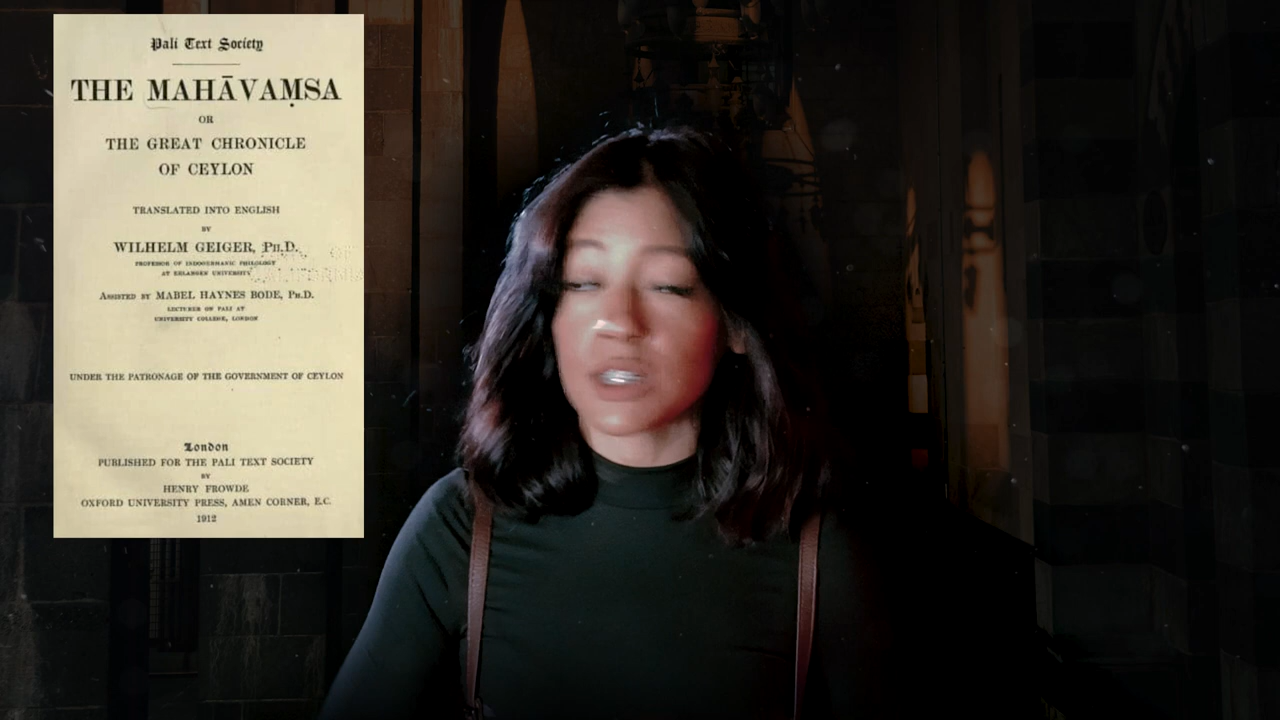 Pali Text Society
THE MAHĀVAṂSA
OR
THE GREAT CHRONICLE
OF CEYLON
TRANSLATED INTO ENGLISH
BY
WILHELM GEIGER, Ph.D.
PROFESSOR OF INDOGERMANIC PHILOLOGY
AT ERLANGEN UNIVERSITY
Assisted by MABEL HAYNES BODE, Ph.D.
LECTURER ON PALI AT
UNIVERSITY COLLEGE, LONDON
UNDER THE PATRONAGE OF THE GOVERNMENT OF CEYLON
London
PUBLISHED FOR THE PALI TEXT SOCIETY
BY
HENRY FROWDE
OXFORD UNIVERSITY PRESS, AMEN CORNER, E.C.
1912